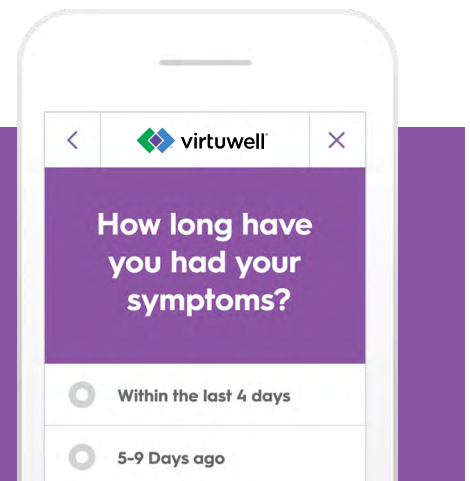 virtuwell
How long have
you had your
symptoms?
Within the last 4 days
5-9 Days ago